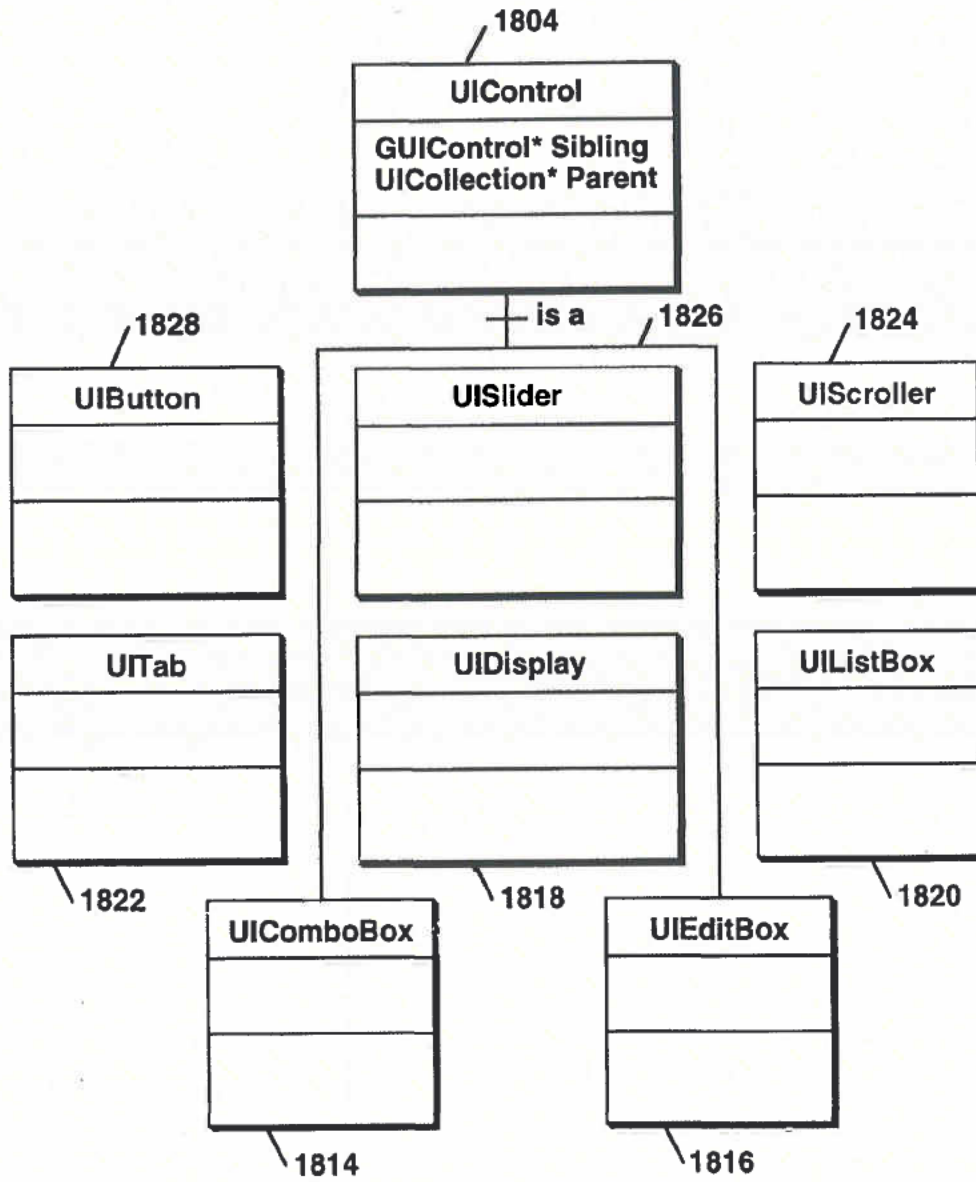 1804
UIControl
GUIControl* Sibling
UICollection* Parent
is a
1826
1828
1824
UIButton
UISlider
UIScroller
UITab
UIDisplay
UIListBox
1822
1818
1820
UIComboBox
UIEditBox
1814
1816